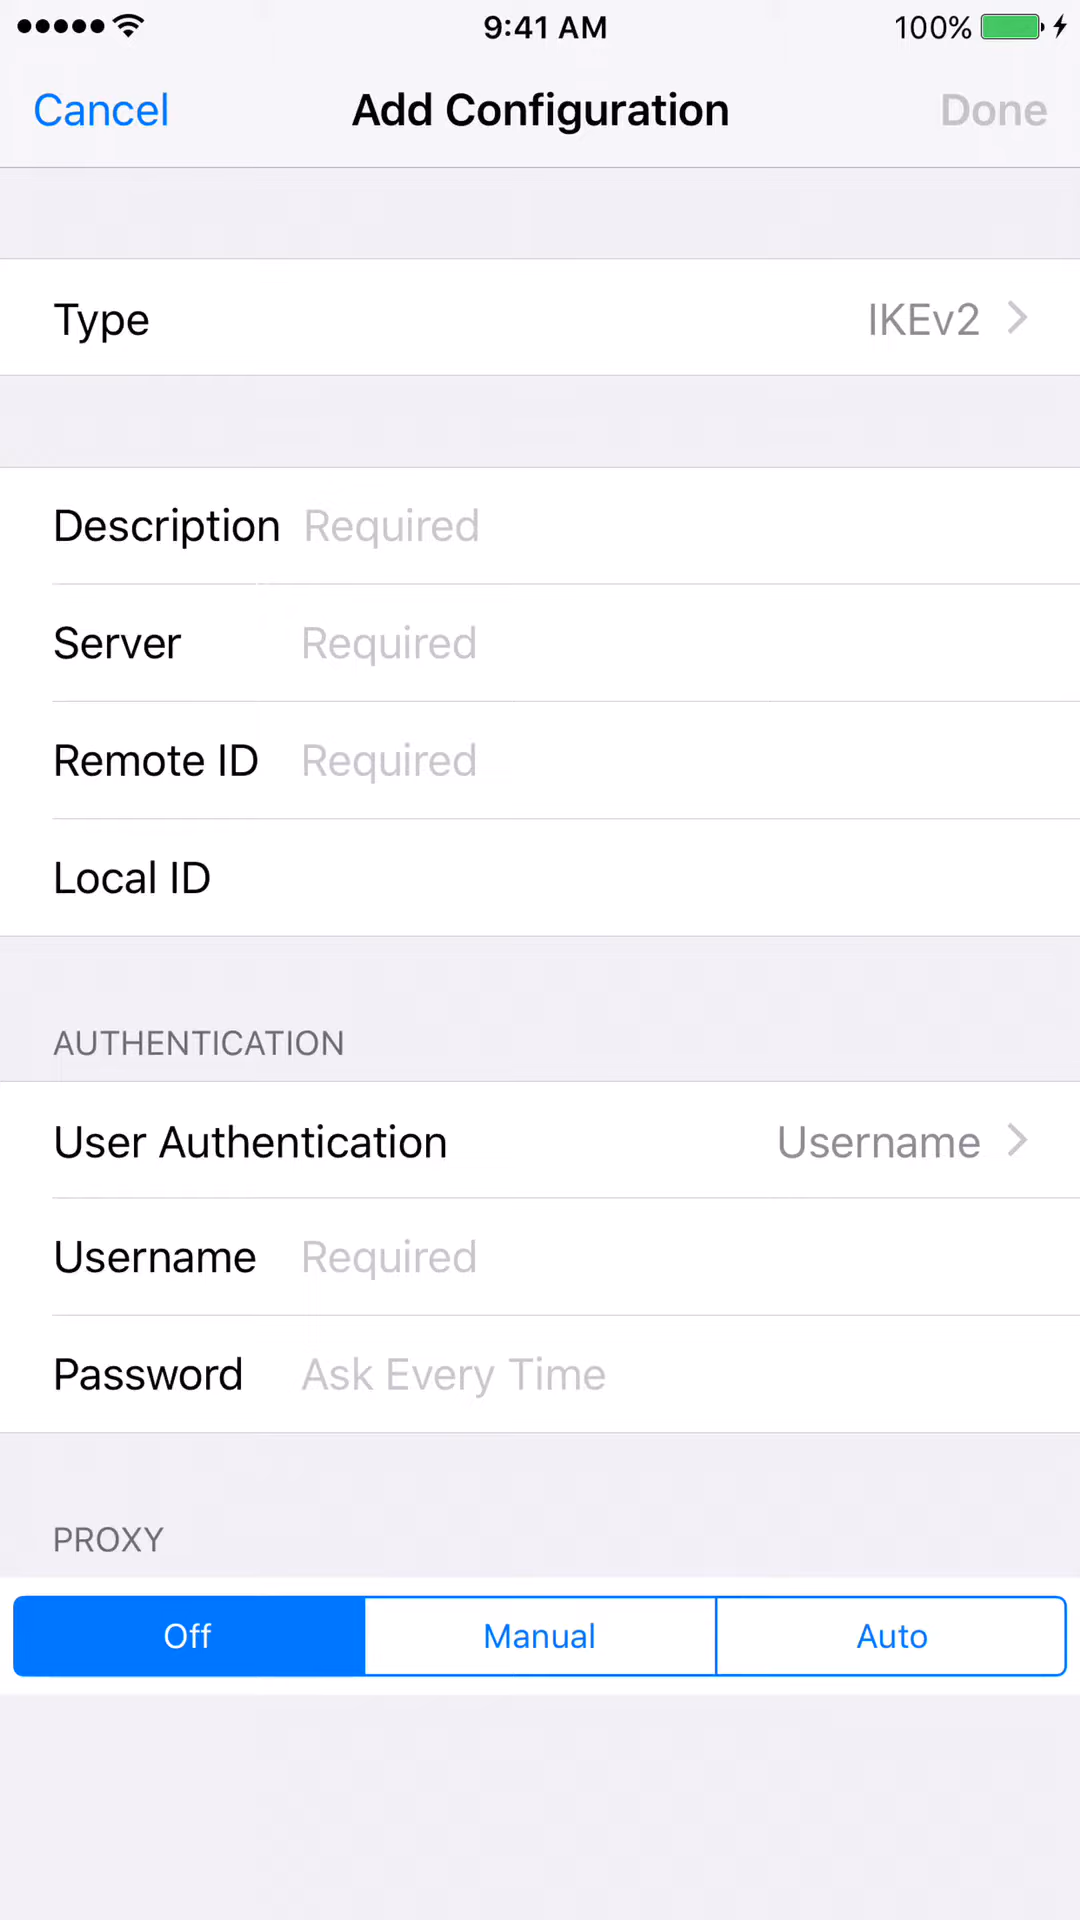 9:41 AM 100%
Cancel Add Configuration Done
Type IKEv2
Description Required
Server Required
Remote ID Required
Local ID
AUTHENTICATION
User Authentication Username
Username Required
Password Ask Every Time
PROXY
Off Manual Auto